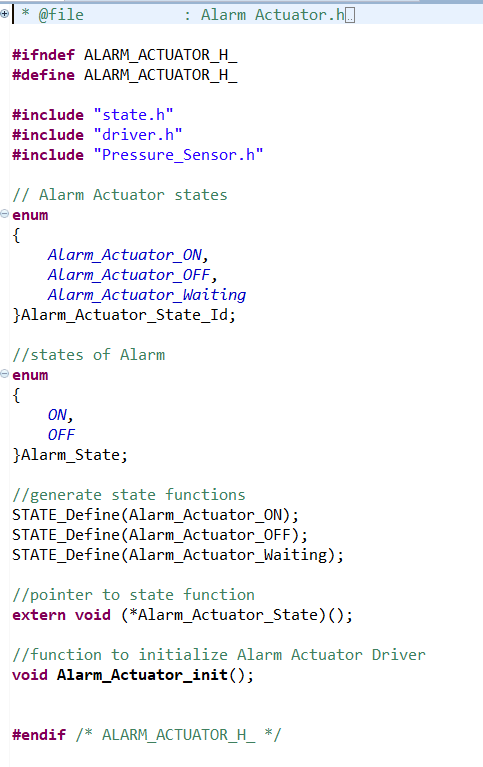 * @file           : Alarm Actuator.h
#ifndef ALARM_ACTUATOR_H_
#define ALARM_ACTUATOR_H_
#include "state.h"
#include "driver.h"
#include "Pressure_Sensor.h"
// Alarm Actuator states
enum
{
    Alarm_Actuator_ON,
    Alarm_Actuator_OFF,
    Alarm_Actuator_Waiting
}Alarm_Actuator_State_Id;
//states of Alarm
enum
{
    ON,
    OFF
}Alarm_State;
//generate state functions
STATE_Define(Alarm_Actuator_ON);
STATE_Define(Alarm_Actuator_OFF);
STATE_Define(Alarm_Actuator_Waiting);
//pointer to state function
extern void (*Alarm_Actuator_State)();
//function to initialize Alarm Actuator Driver
void Alarm_Actuator_init();
#endif /* ALARM_ACTUATOR_H_ */